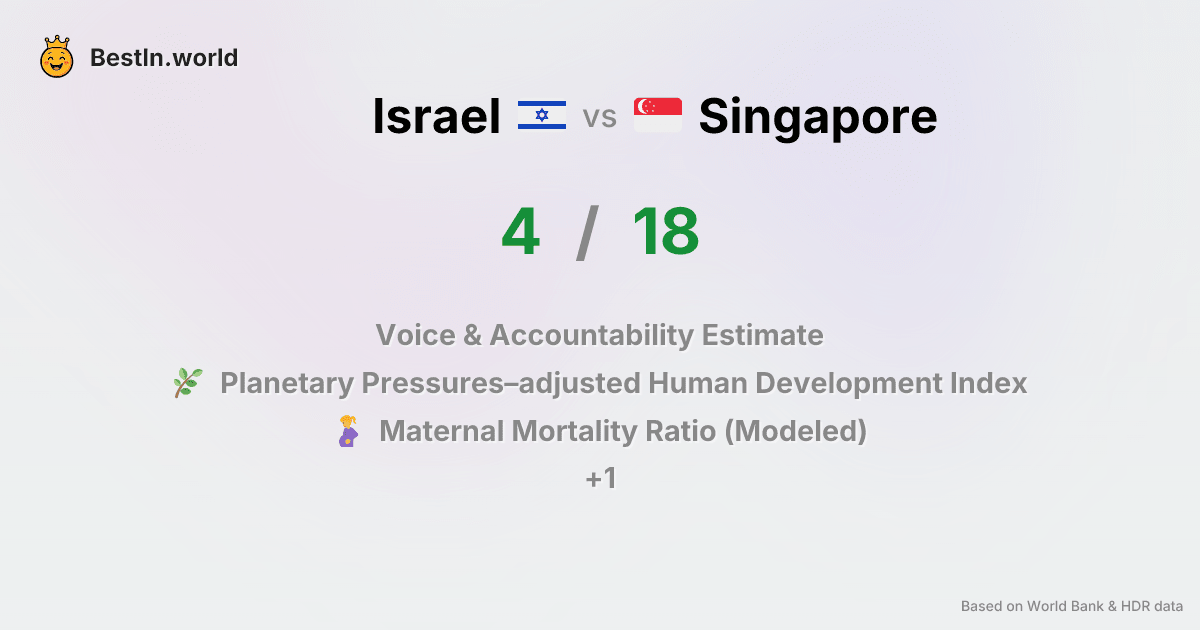 BestIn.world
Israel vs Singapore
4 / 18
Voice & Accountability Estimate
Planetary Pressures–adjusted Human Development Index
Maternal Mortality Ratio (Modeled)
+1
Based on World Bank & HDR data